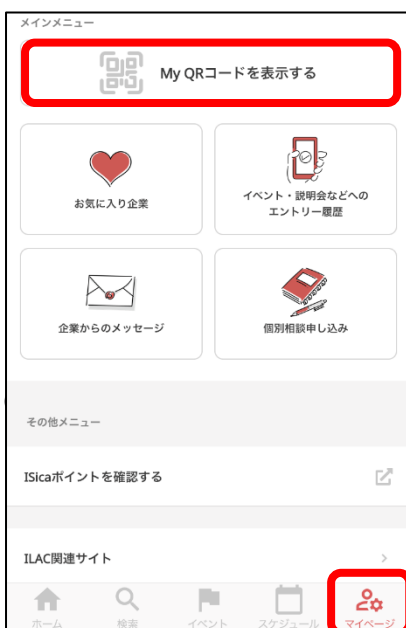 メインメニュー
My QRコードを表示する
お気に入り企業
イベント・説明会などへの
エントリー履歴
企業からのメッセージ
個別相談申し込み
その他メニュー
ISicaポイントを確認する
ILAC関連サイト
ホーム
検索
イベント
スケジュール
マイページ